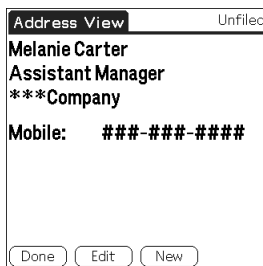 Address View Unfiled
Melanie Carter
Assistant Manager
***Company
Mobile: ###-###-####
Done Edit New